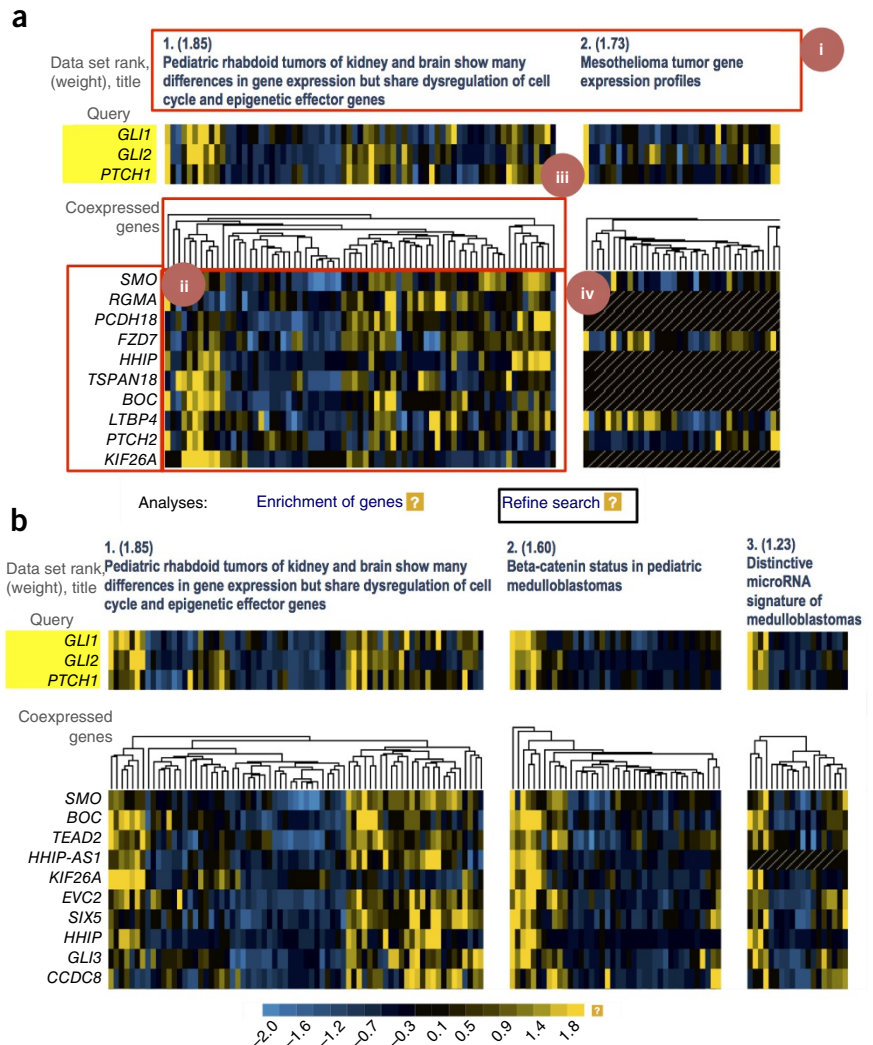 a
Data set rank,
(weight), title
1. (1.85)
Pediatric rhabdoid tumors of kidney and brain show many
differences in gene expression but share dysregulation of cell
cycle and epigenetic effector genes
2. (1.73)
Mesothelioma tumor gene
expression profiles
i
Query
GLI1
GLI2
PTCH1
iii
Coexpressed
genes
ii
iv
SMO
RGMA
PCDH18
FZD7
HHIP
TSPAN18
BOC
LTBP4
PTCH2
KIF26A
Analyses:
Enrichment of genes ?
Refine search ?
b
Data set rank,
(weight), title
1. (1.85)
Pediatric rhabdoid tumors of kidney and brain show many
differences in gene expression but share dysregulation of cell
cycle and epigenetic effector genes
2. (1.60)
Beta-catenin status in pediatric
medulloblastomas
3. (1.23)
Distinctive
microRNA
signature of
medulloblastomas
Query
GLI1
GLI2
PTCH1
Coexpressed
genes
SMO
BOC
TEAD2
HHIP-AS1
KIF26A
EVC2
SIX5
HHIP
GLI3
CCDC8
–2.0 –1.6 –1.2 –0.7 –0.3 0.1 0.5 0.9 1.4 1.8 ?